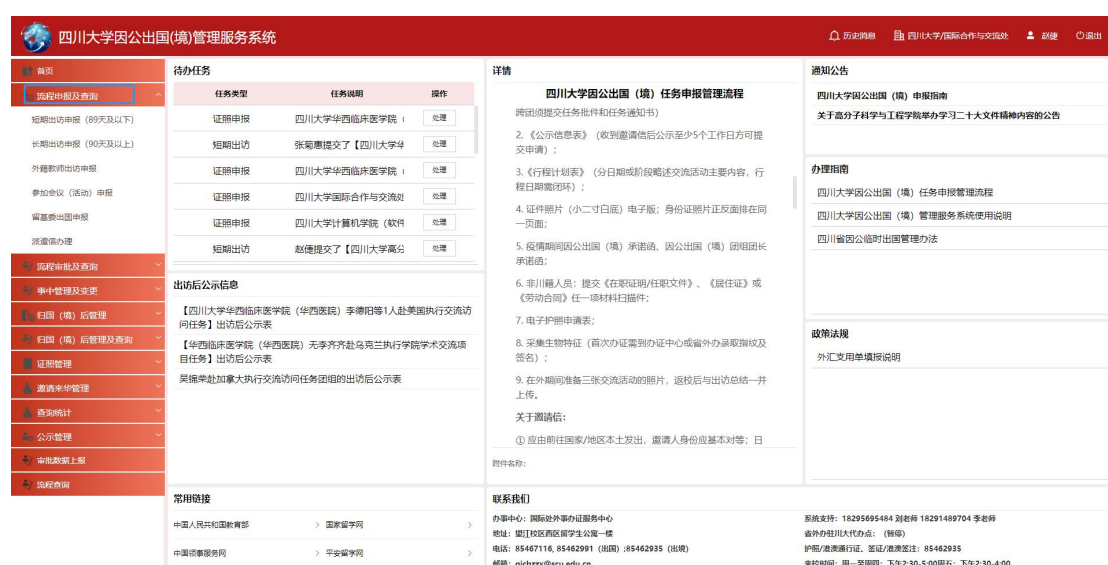 四川大学因公出国(境)管理服务系统
历史消息
四川大学/国际合作与交流处
赵倢
退出
首页
流程申报及查询
短期出访申报（89天及以下）
长期出访申报（90天及以上）
外籍教师出访申报
参加会议（活动）申报
留基委出国申报
派遣信办理
流程审批及查询
事中管理及变更
归国（境）后管理
归国（境）后管理及查询
证照管理
邀请来华管理
查询统计
公示管理
审批数据上报
流程查询
待办任务
任务类型 任务说明 操作
证照申报 四川大学华西临床医学院（ 处理
短期出访 张菊惠提交了【四川大学华 处理
证照申报 四川大学华西临床医学院（ 处理
证照申报 四川大学国际合作与交流处 处理
证照申报 四川大学计算机学院（软件 处理
短期出访 赵倢提交了【四川大学高分 处理
出访后公示信息
【四川大学华西临床医学院（华西医院）李德阳等1人赴美国执行交流访
问任务】出访后公示表
【华西临床医学院（华西医院）无李齐齐赴乌克兰执行学院学术交流项
目任务】出访后公示表
吴锦荣赴加拿大执行交流访问任务团组的出访后公示表
详情
四川大学因公出国（境）任务申报管理流程
跨团须提交任务批件和任务通知书）
2. 《公示信息表》（收到邀请信后公示至少5个工作日方可提
交申请）；
3.《行程计划表》（分日期或阶段略述交流活动主要内容，行
程日期需闭环）；
4. 证件照片（小二寸白底）电子版；身份证照片正反面排在同
一页面；
5. 疫情期间因公出国（境）承诺函、因公出国（境）团组团长
承诺函；
6. 非川籍人员：提交《在职证明/任职文件》、《居住证》或
《劳动合同》任一项材料扫描件；
7. 电子护照申请表；
8. 采集生物特征（首次办证需到办证中心或省外办录取指纹及
签名）；
9. 在外期间准备三张交流活动的照片，返校后与出访总结一并
上传。
关于邀请信：
① 应由前往国家/地区本土发出，邀请人身份应基本对等；日
附件名称:
通知公告
四川大学因公出国（境）申报指南
关于高分子科学与工程学院举办学习二十大文件精神内容的公告
办理指南
四川大学因公出国（境）任务申报管理流程
四川大学因公出国（境）管理服务系统使用说明
四川省因公临时出国管理办法
政策法规
外汇支用单填报说明
常用链接
中国人民共和国教育部 > 国家留学网 >
中国领事服务网 > 平安留学网 >
联系我们
办事中心：国际处外事办证服务中心
地址：望江校区西区留学生公寓一楼
电话：85467116, 85462991（出国）;85462935（出境）
邮箱：gjchzzx@scu.edu.cn
系统支持：18295695484 刘老师 18291489704 李老师
省外办驻川大代办点：（暂停）
护照/港澳通行证、签证/港澳签注：85462935
来校时间：周一至周四：下午2:30-5:00周五：下午2:30-4:00